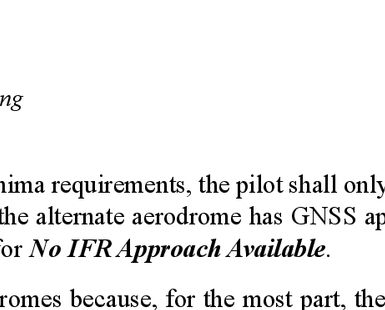 ng
nima requirements, the pilot shall only
the alternate aerodrome has GNSS ap
for No IFR Approach Available.
romes because, for the most part, the